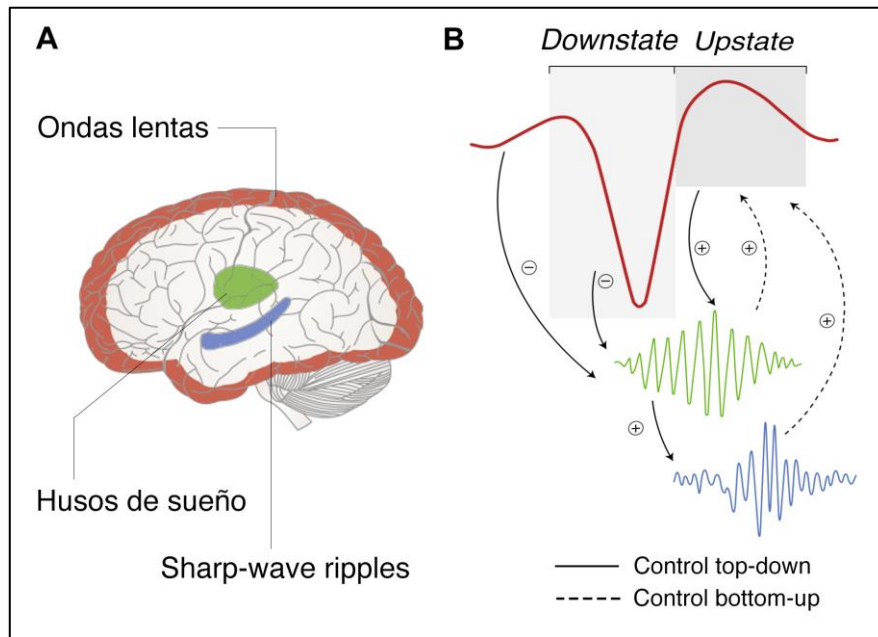 A
Ondas lentas
Husos de sueño
Sharp-wave ripples
B
Downstate Upstate
−
−
+
+
+
+
Control top-down
Control bottom-up